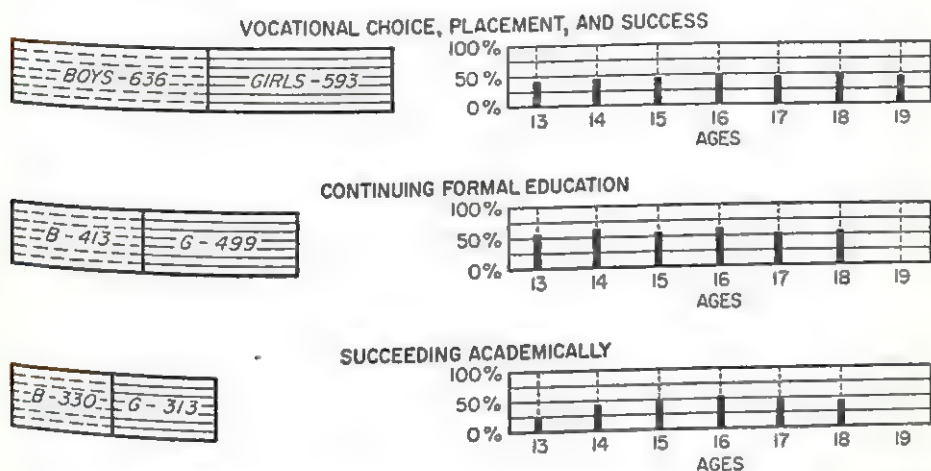 VOCATIONAL CHOICE, PLACEMENT, AND SUCCESS
BOYS-636 GIRLS-593
100%
50%
0%
13 14 15 16 17 18 19
AGES
CONTINUING FORMAL EDUCATION
B-413 G-499
100%
50%
0%
13 14 15 16 17 18 19
AGES
SUCCEEDING ACADEMICALLY
B-330 G-313
100%
50%
0%
13 14 15 16 17 18 19
AGES